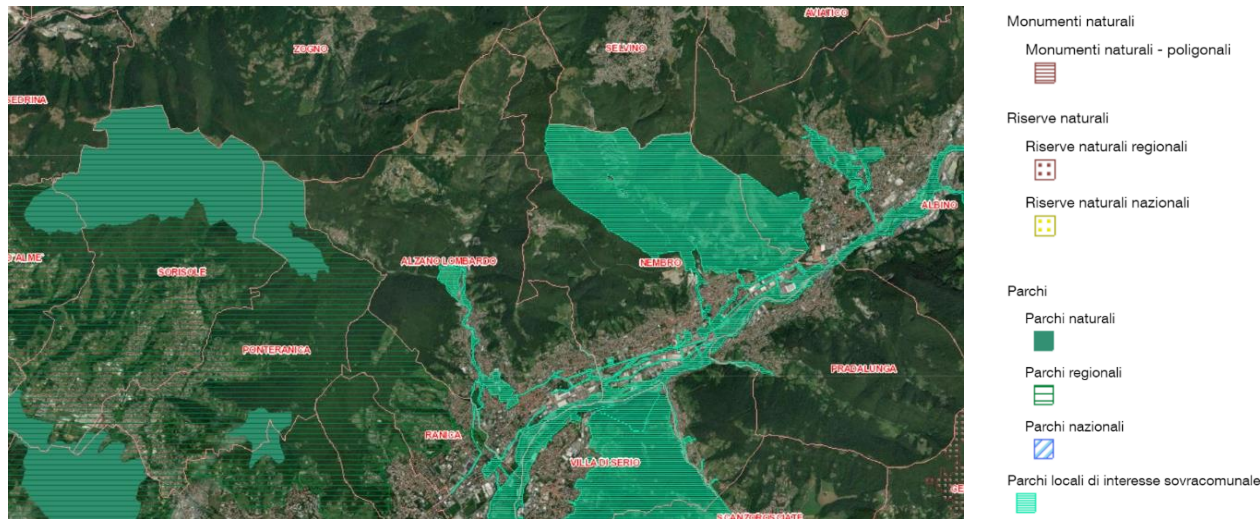 AVIATICO
ZOGNO
SELVINO
SEDRINA
ALBINO
D'ALME'
SORISOLE
ALZANO LOMBARDO
NEMBRO
PONTERANICA
PRADALUNGA
RANICA
VILLA DI SERIO
SCANZOROSCIATE
Monumenti naturali
Monumenti naturali - poligonali
Riserve naturali
Riserve naturali regionali
Riserve naturali nazionali
Parchi
Parchi naturali
Parchi regionali
Parchi nazionali
Parchi locali di interesse sovracomunale